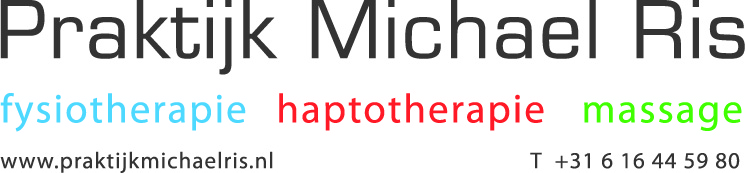 Praktijk Michael Ris
fysiotherapie haptotherapie massage
www.praktijkmichaelris.nl T +31 6 16 44 59 80